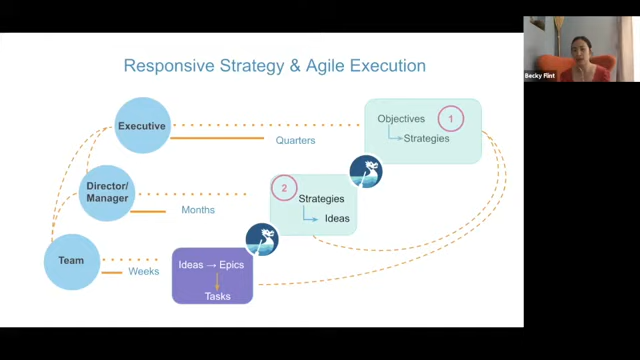 Responsive Strategy & Agile Execution
Executive
Quarters
Objectives
1
Strategies
Director/
Manager
Months
2
Strategies
Ideas
Team
Weeks
Ideas → Epics
Tasks
Becky Flint